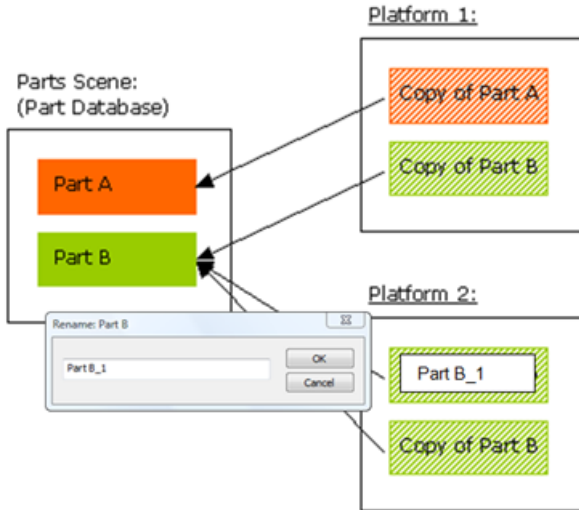 Platform 1:
Parts Scene:
(Part Database)
Copy of Part A
Part A
Copy of Part B
Part B
Platform 2:
Rename: Part B
Part B_1
OK
Cancel
Part B_1
Copy of Part B